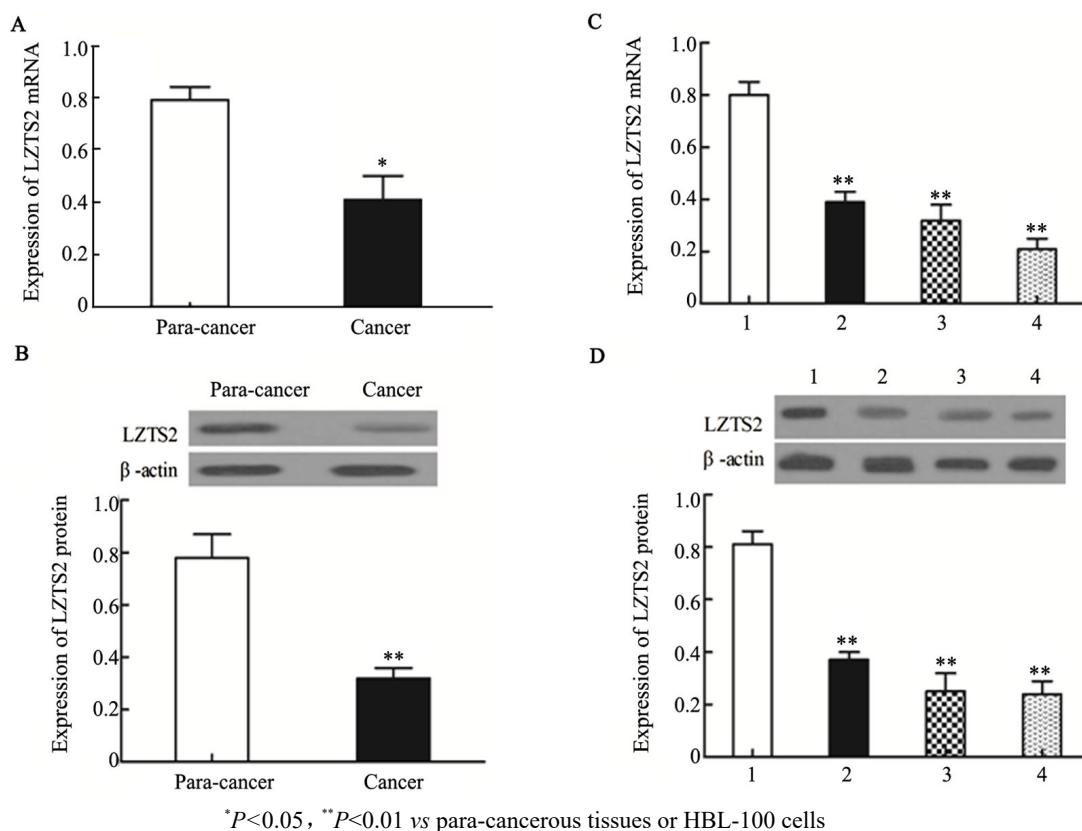 A
Expression of LZTS2 mRNA
1.0
0.8
0.6
0.4
0.2
0
*
Para-cancer Cancer
B
Para-cancer Cancer
LZTS2
β-actin
Expression of LZTS2 protein
1.0
0.8
0.6
0.4
0.2
0
**
Para-cancer Cancer
C
Expression of LZTS2 mRNA
1.0
0.8
0.6
0.4
0.2
0
** ** **
1 2 3 4
D
1 2 3 4
LZTS2
β-actin
Expression of LZTS2 protein
1.0
0.8
0.6
0.4
0.2
0
** ** **
1 2 3 4
*P<0.05, **P<0.01 vs para-cancerous tissues or HBL-100 cells